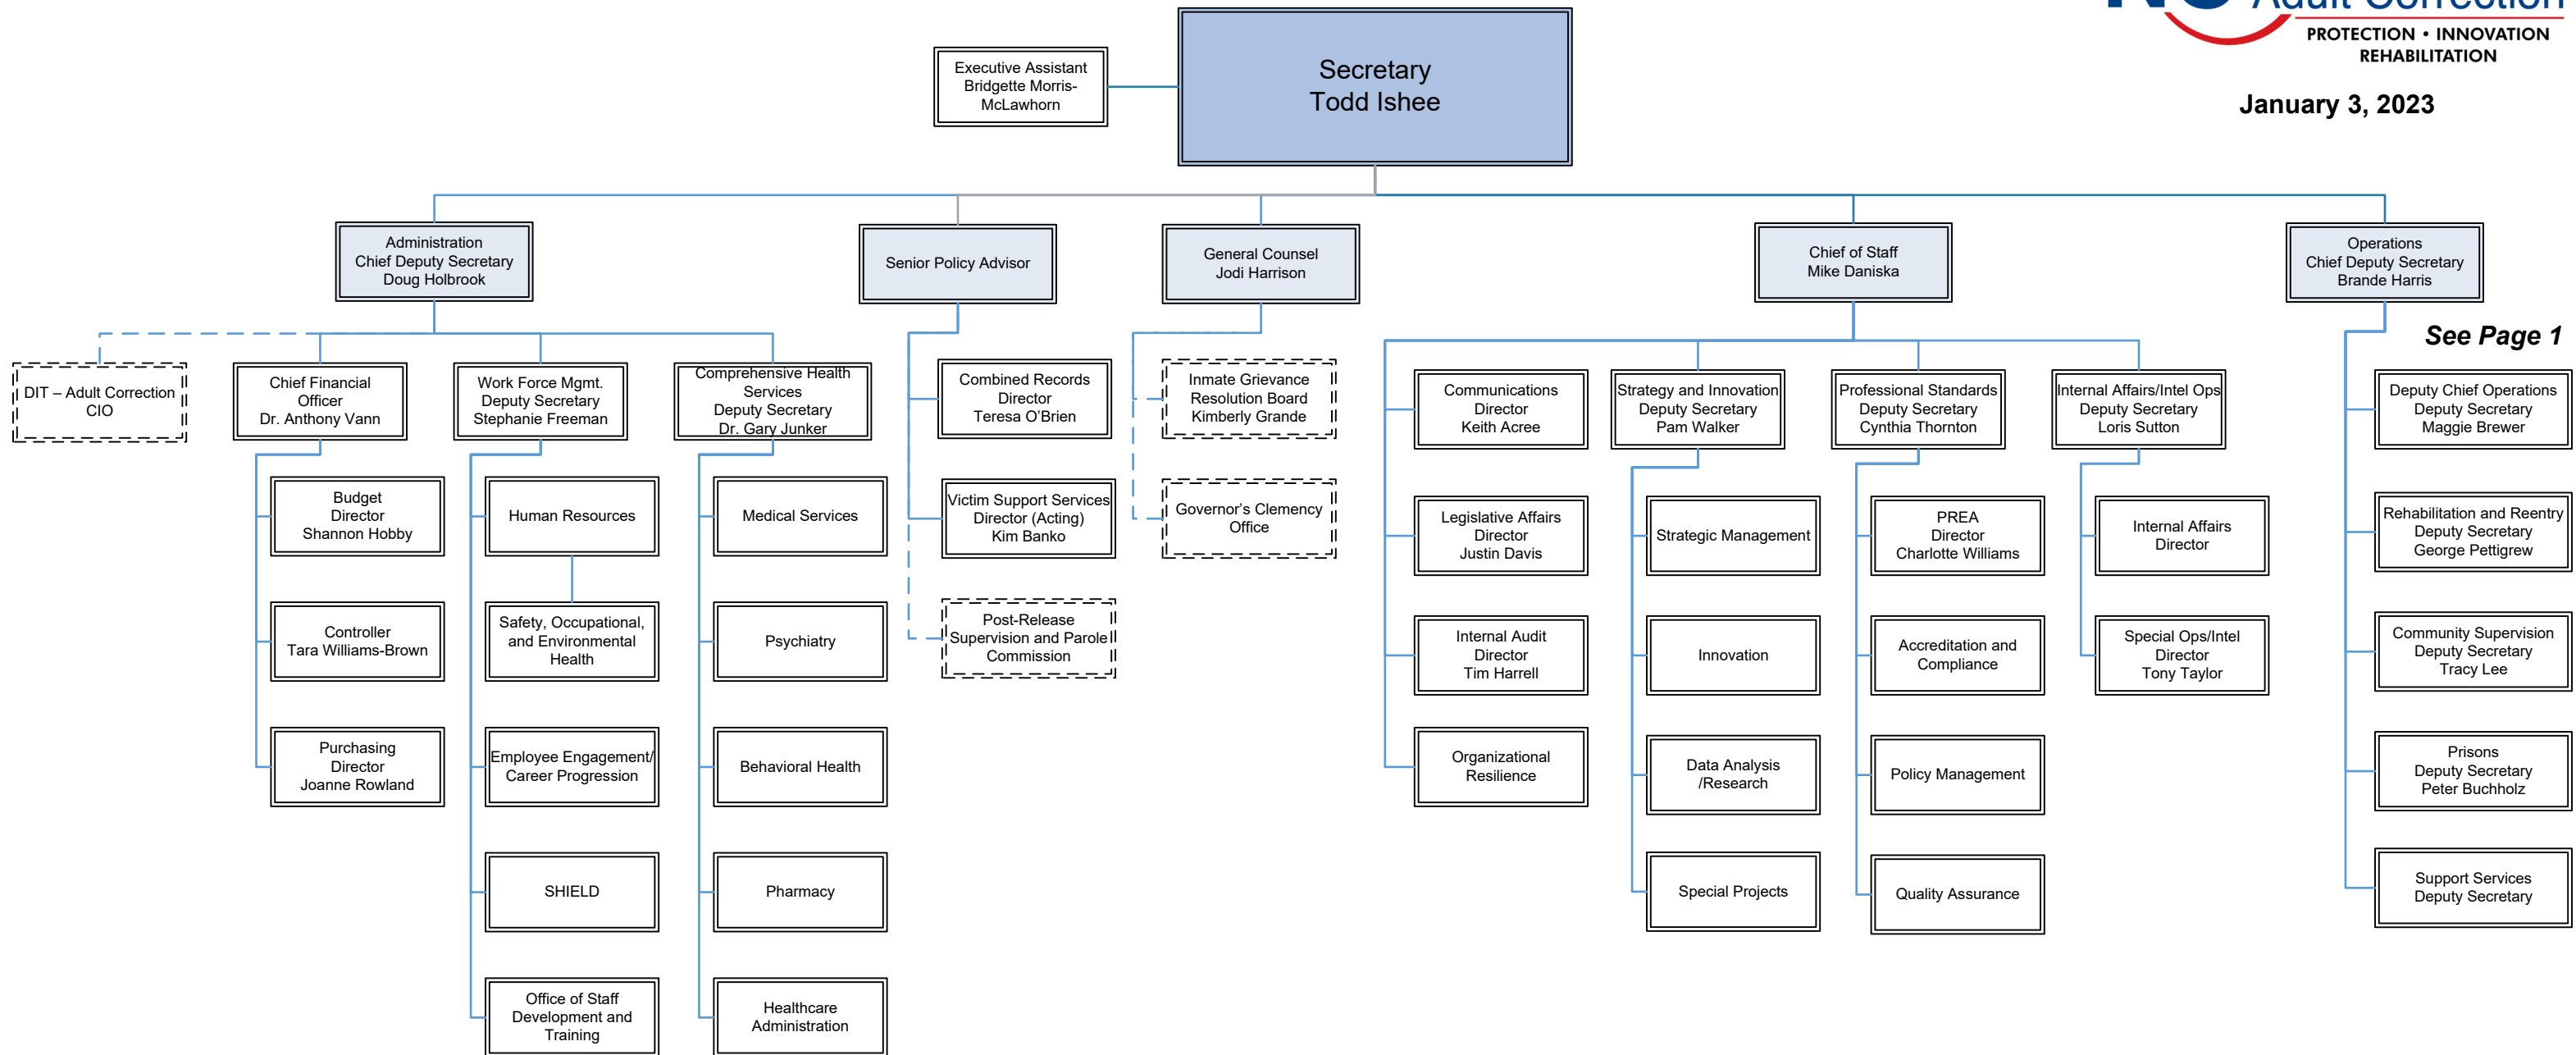 Adult Correction
PROTECTION • INNOVATION
REHABILITATION
January 3, 2023
Secretary
Todd Ishee
Executive Assistant
Bridgette Morris-
McLawhorn
Administration
Chief Deputy Secretary
Doug Holbrook
Senior Policy Advisor
General Counsel
Jodi Harrison
Chief of Staff
Mike Daniska
Operations
Chief Deputy Secretary
Brande Harris
See Page 1
DIT – Adult Correction
CIO
Chief Financial
Officer
Dr. Anthony Vann
Work Force Mgmt.
Deputy Secretary
Stephanie Freeman
Comprehensive Health
Services
Deputy Secretary
Dr. Gary Junker
Budget
Director
Shannon Hobby
Controller
Tara Williams-Brown
Purchasing
Director
Joanne Rowland
Human Resources
Safety, Occupational,
and Environmental
Health
Employee Engagement/
Career Progression
SHIELD
Office of Staff
Development and
Training
Medical Services
Psychiatry
Behavioral Health
Pharmacy
Healthcare
Administration
Combined Records
Director
Teresa O’Brien
Victim Support Services
Director (Acting)
Kim Banko
Post-Release
Supervision and Parole
Commission
Inmate Grievance
Resolution Board
Kimberly Grande
Governor’s Clemency
Office
Communications
Director
Keith Acree
Legislative Affairs
Director
Justin Davis
Internal Audit
Director
Tim Harrell
Organizational
Resilience
Strategy and Innovation
Deputy Secretary
Pam Walker
Strategic Management
Innovation
Data Analysis
/Research
Special Projects
Professional Standards
Deputy Secretary
Cynthia Thornton
PREA
Director
Charlotte Williams
Accreditation and
Compliance
Policy Management
Quality Assurance
Internal Affairs/Intel Ops
Deputy Secretary
Loris Sutton
Internal Affairs
Director
Special Ops/Intel
Director
Tony Taylor
Deputy Chief Operations
Deputy Secretary
Maggie Brewer
Rehabilitation and Reentry
Deputy Secretary
George Pettigrew
Community Supervision
Deputy Secretary
Tracy Lee
Prisons
Deputy Secretary
Peter Buchholz
Support Services
Deputy Secretary